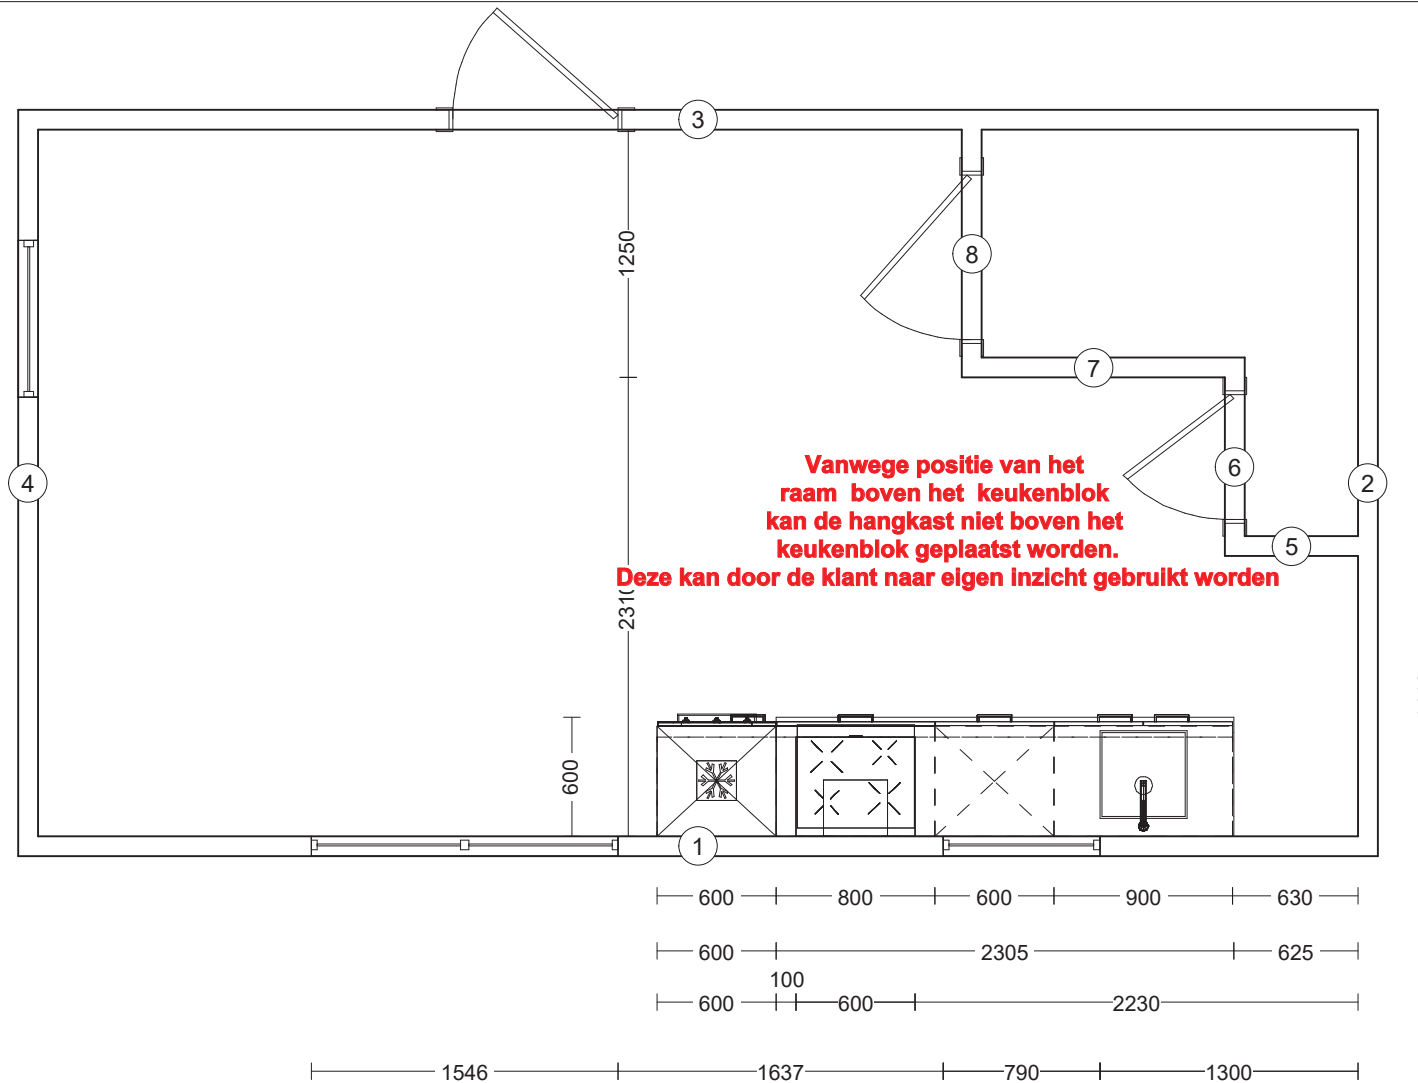 3
1250
8
7
4
6
2
5
Vanwege positie van het
raam boven het keukenblok
kan de hangkast niet boven het
keukenblok geplaatst worden.
Deze kan door de klant naar eigen inzicht gebruikt worden
2310
600
1
600 800 600 900 630
600 2305 625
100
600 600 2230
1546 1637 790 1300